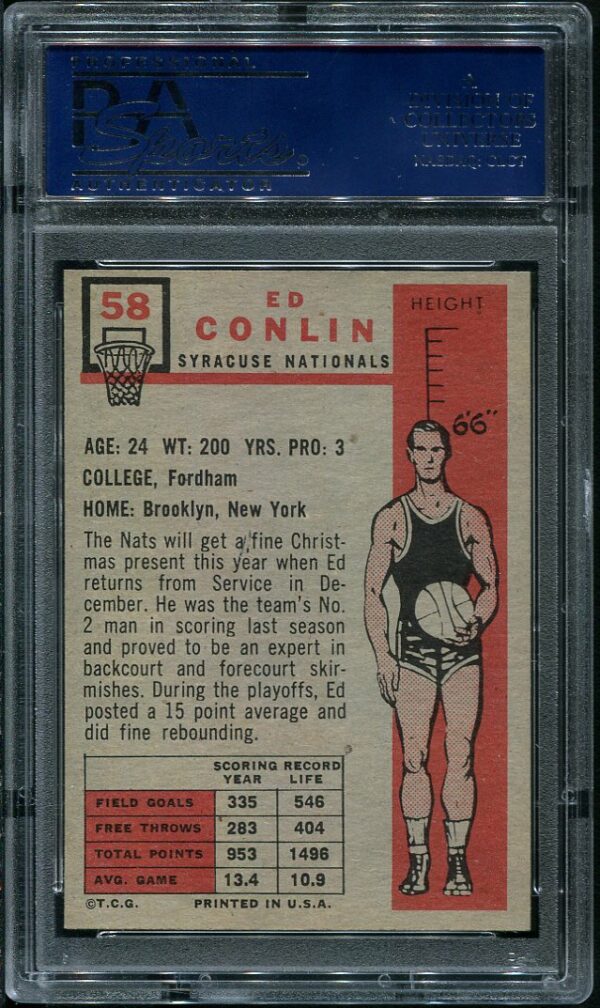 PROFESSIONAL
PSA
Sports
AUTHENTICATOR
A
DIVISION OF
COLLECTORS
UNIVERSE
NASDAQ: CLCT
58
ED
CONLIN
SYRACUSE NATIONALS
HEIGHT
6'6"
AGE: 24 WT: 200 YRS. PRO: 3
COLLEGE, Fordham
HOME: Brooklyn, New York
The Nats will get a fine Christ-
mas present this year when Ed
returns from Service in De-
cember. He was the team's No.
2 man in scoring last season
and proved to be an expert in
backcourt and forecourt skir-
mishes. During the playoffs, Ed
posted a 15 point average and
did fine rebounding.
SCORING RECORD
YEAR LIFE
FIELD GOALS 335 546
FREE THROWS 283 404
TOTAL POINTS 953 1496
AVG. GAME 13.4 10.9
©T.C.G. PRINTED IN U.S.A.